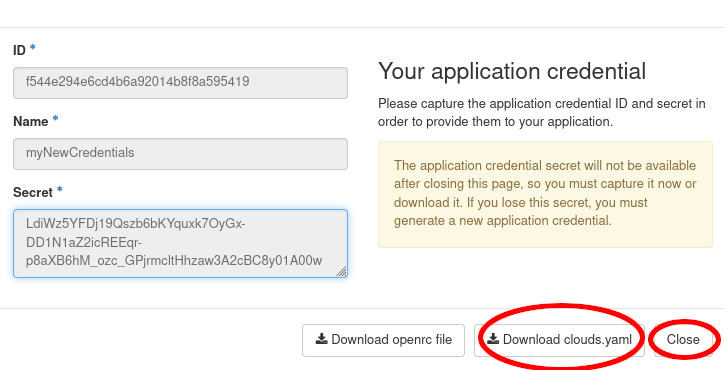 ID *
f544e294e6cd4b6a92014b8f8a595419
Name *
myNewCredentials
Secret *
LdiWz5YFDj19Qszb6bKYquxk7OyGx-
DD1N1aZ2icREEqr-
p8aXB6hM_ozc_GPjrmcltHhzaw3A2cBC8y01A00w
Your application credential
Please capture the application credential ID and secret in
order to provide them to your application.
The application credential secret will not be available
after closing this page, so you must capture it now or
download it. If you lose this secret, you must
generate a new application credential.
Download openrc file
Download clouds.yaml
Close